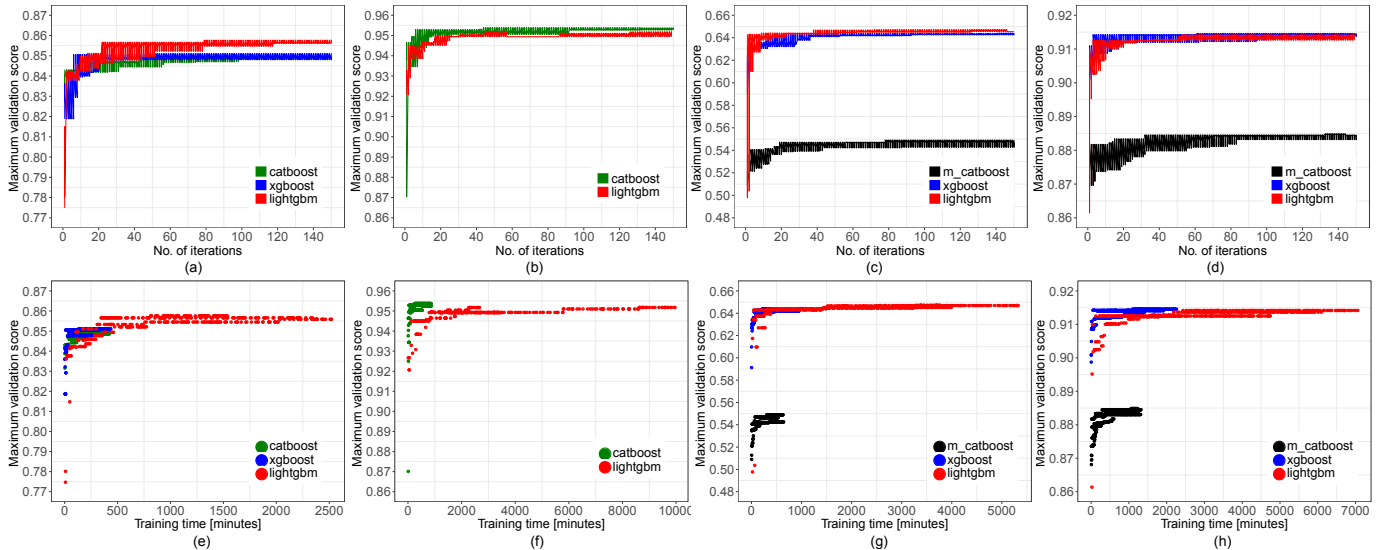 Maximum validation score
0.87
0.86
0.85
0.84
0.83
0.82
0.81
0.80
0.79
0.78
0.77
catboost
xgboost
lightgbm
0 20 40 60 80 100 120 140
No. of iterations
(a)
Maximum validation score
0.96
0.95
0.94
0.93
0.92
0.91
0.90
0.89
0.88
0.87
0.86
catboost
lightgbm
0 20 40 60 80 100 120 140
No. of iterations
(b)
Maximum validation score
0.66
0.64
0.62
0.60
0.58
0.56
0.54
0.52
0.50
0.48
m_catboost
xgboost
lightgbm
0 20 40 60 80 100 120 140
No. of iterations
(c)
Maximum validation score
0.92
0.91
0.90
0.89
0.88
0.87
0.86
m_catboost
xgboost
lightgbm
0 20 40 60 80 100 120 140
No. of iterations
(d)
Maximum validation score
0.87
0.86
0.85
0.84
0.83
0.82
0.81
0.80
0.79
0.78
0.77
catboost
xgboost
lightgbm
0 500 1000 1500 2000 2500
Training time [minutes]
(e)
Maximum validation score
0.96
0.95
0.94
0.93
0.92
0.91
0.90
0.89
0.88
0.87
0.86
catboost
lightgbm
0 2000 4000 6000 8000 10000
Training time [minutes]
(f)
Maximum validation score
0.66
0.64
0.62
0.60
0.58
0.56
0.54
0.52
0.50
0.48
m_catboost
xgboost
lightgbm
0 1000 2000 3000 4000 5000
Training time [minutes]
(g)
Maximum validation score
0.92
0.91
0.90
0.89
0.88
0.87
0.86
m_catboost
xgboost
lightgbm
0 1000 2000 3000 4000 5000 6000 7000
Training time [minutes]
(h)